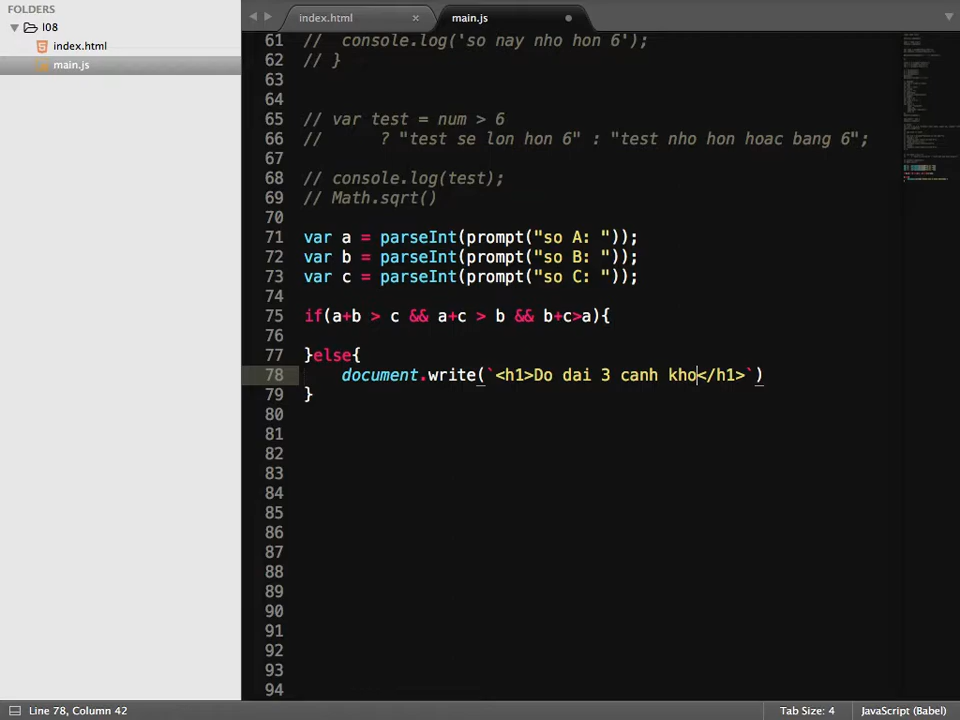 FOLDERS
l08
index.html
main.js
index.html ×
main.js
61 //  console.log('so nay nho hon 6');
62 // }
63
64
65 // var test = num > 6
66 //      ? "test se lon hon 6" : "test nho hon hoac bang 6";
67
68 // console.log(test);
69 // Math.sqrt()
70
71 var a = parseInt(prompt("so A: "));
72 var b = parseInt(prompt("so B: "));
73 var c = parseInt(prompt("so C: "));
74
75 if(a+b > c && a+c > b && b+c>a){
76
77 }else{
78     document.write(`<h1>Do dai 3 canh kho</h1>`)
79 }
80
81
82
83
84
85
86
87
88
89
90
91
92
93
94
Line 78, Column 42
Tab Size: 4
JavaScript (Babel)